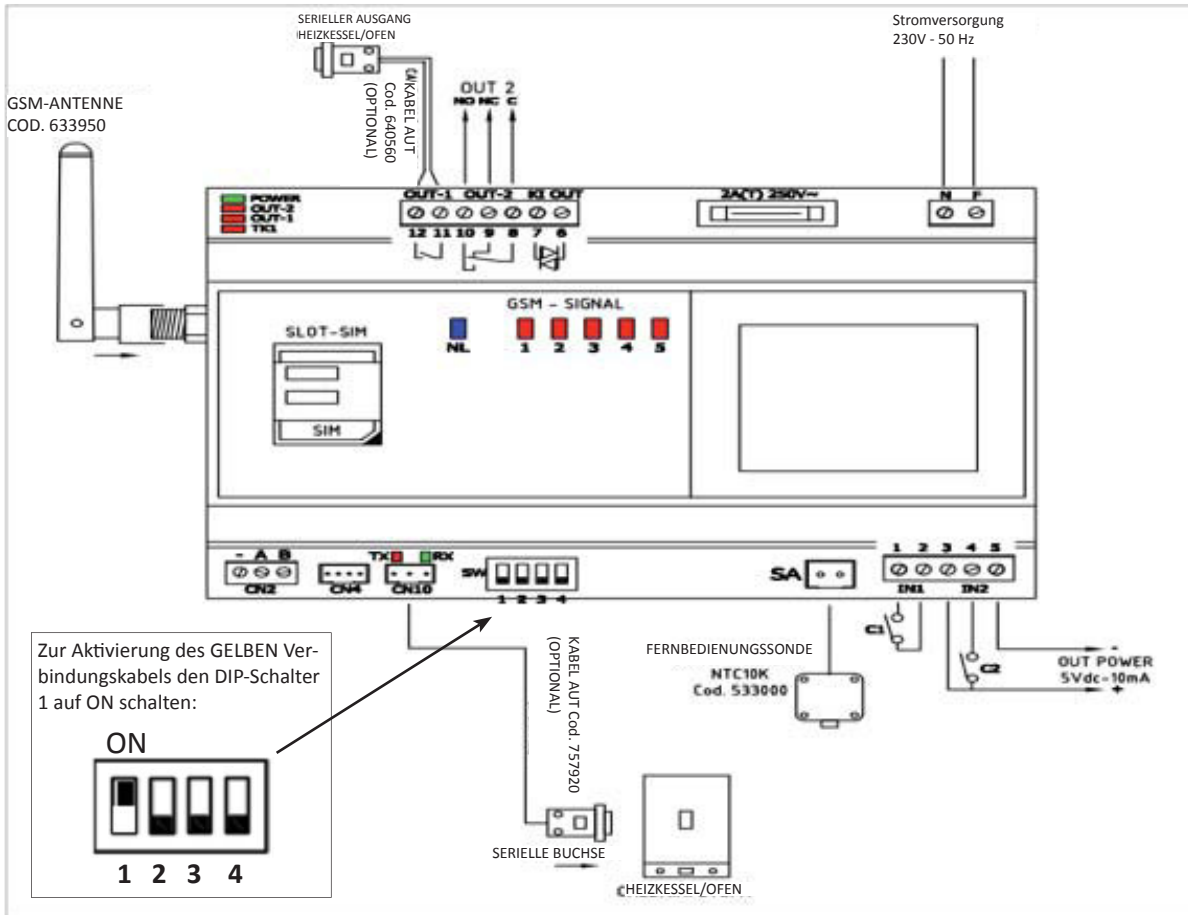 SERIELLER AUSGANG
HEIZKESSEL/OFEN
Stromversorgung
230V - 50 Hz
GSM-ANTENNE
COD. 633950
KABEL AUT
Cod. 640560
(OPTIONAL)
OUT 2
NO NC C
POWER
OUT-2
OUT-1
TK1
OUT-1 OUT-2 KI OUT
12 11 10 9 8 7 6
2A(T) 250V~
N F
GSM - SIGNAL
SLOT-SIM
NL 1 2 3 4 5
SIM
- A B
CN2
CN4
TX RX
CN10
SW
1 2 3 4
SA
1 2 3 4 5
IN1 IN2
C1
C2
OUT POWER
5Vdc-10mA
-
+
FERNBEDIENUNGSSONDE
NTC10K
Cod. 533000
KABEL AUT Cod. 757920
(OPTIONAL)
SERIELLE BUCHSE
HEIZKESSEL/OFEN
Zur Aktivierung des GELBEN Ver-
bindungskabels den DIP-Schalter
1 auf ON schalten:
ON
1 2 3 4